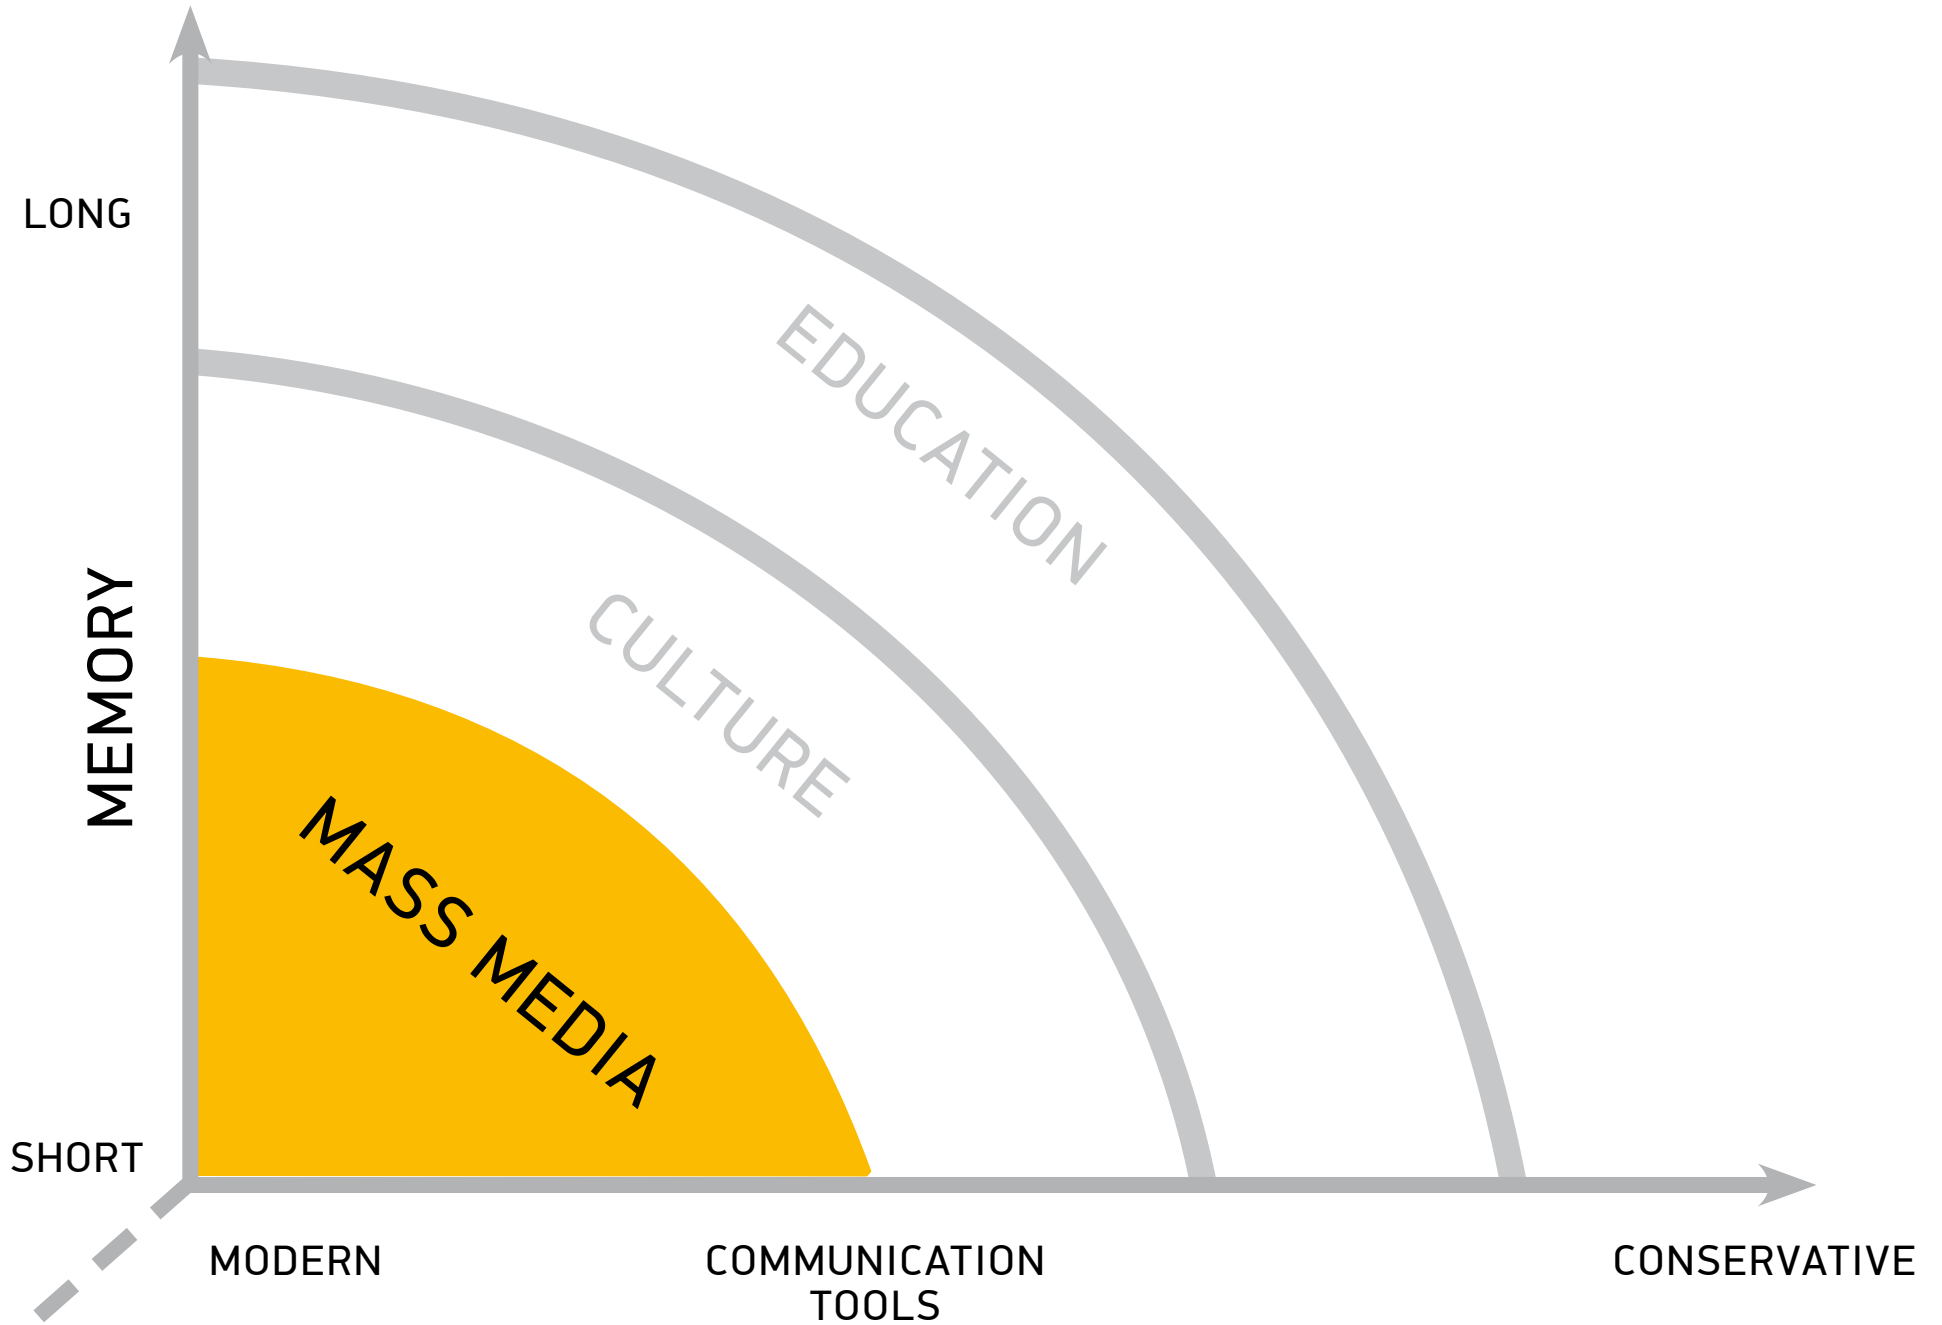 LONG
EDUCATION
MEMORY
CULTURE
MASS MEDIA
SHORT
MODERN
COMMUNICATION
TOOLS
CONSERVATIVE